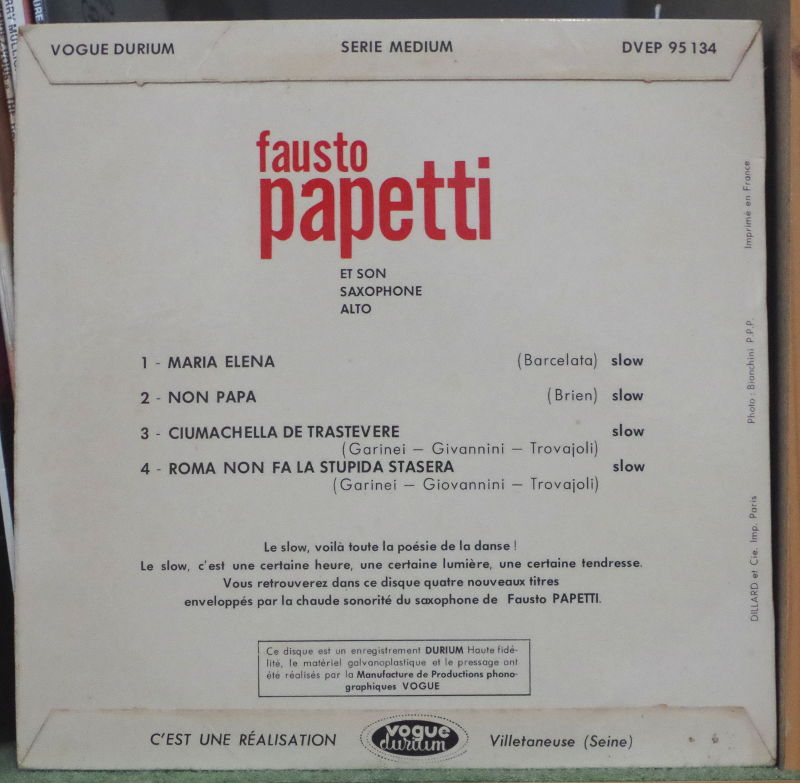 VOGUE DURIUM SERIE MEDIUM DVEP 95 134
fausto
papetti
ET SON
SAXOPHONE
ALTO
1 - MARIA ELENA (Barcelata) slow
2 - NON PAPA (Brien) slow
3 - CIUMACHELLA DE TRASTEVERE slow
(Garinei — Givannini — Trovajoli)
4 - ROMA NON FA LA STUPIDA STASERA slow
(Garinei — Giovannini — Trovajoli)
Le slow, voilà toute la poésie de la danse !
Le slow, c'est une certaine heure, une certaine lumière, une certaine tendresse.
Vous retrouverez dans ce disque quatre nouveaux titres
enveloppés par la chaude sonorité du saxophone de Fausto PAPETTI.
Ce disque est un enregistrement DURIUM Haute fidé-
lité, le matériel galvanoplastique et le pressage ont
été réalisés par la Manufacture de Productions phono-
graphiques VOGUE
C'EST UNE RÉALISATION vogue durium Villetaneuse (Seine)
Imprimé en France
Photo : Bianchini P.P.P.
DILLARD et Cie. Imp. Paris